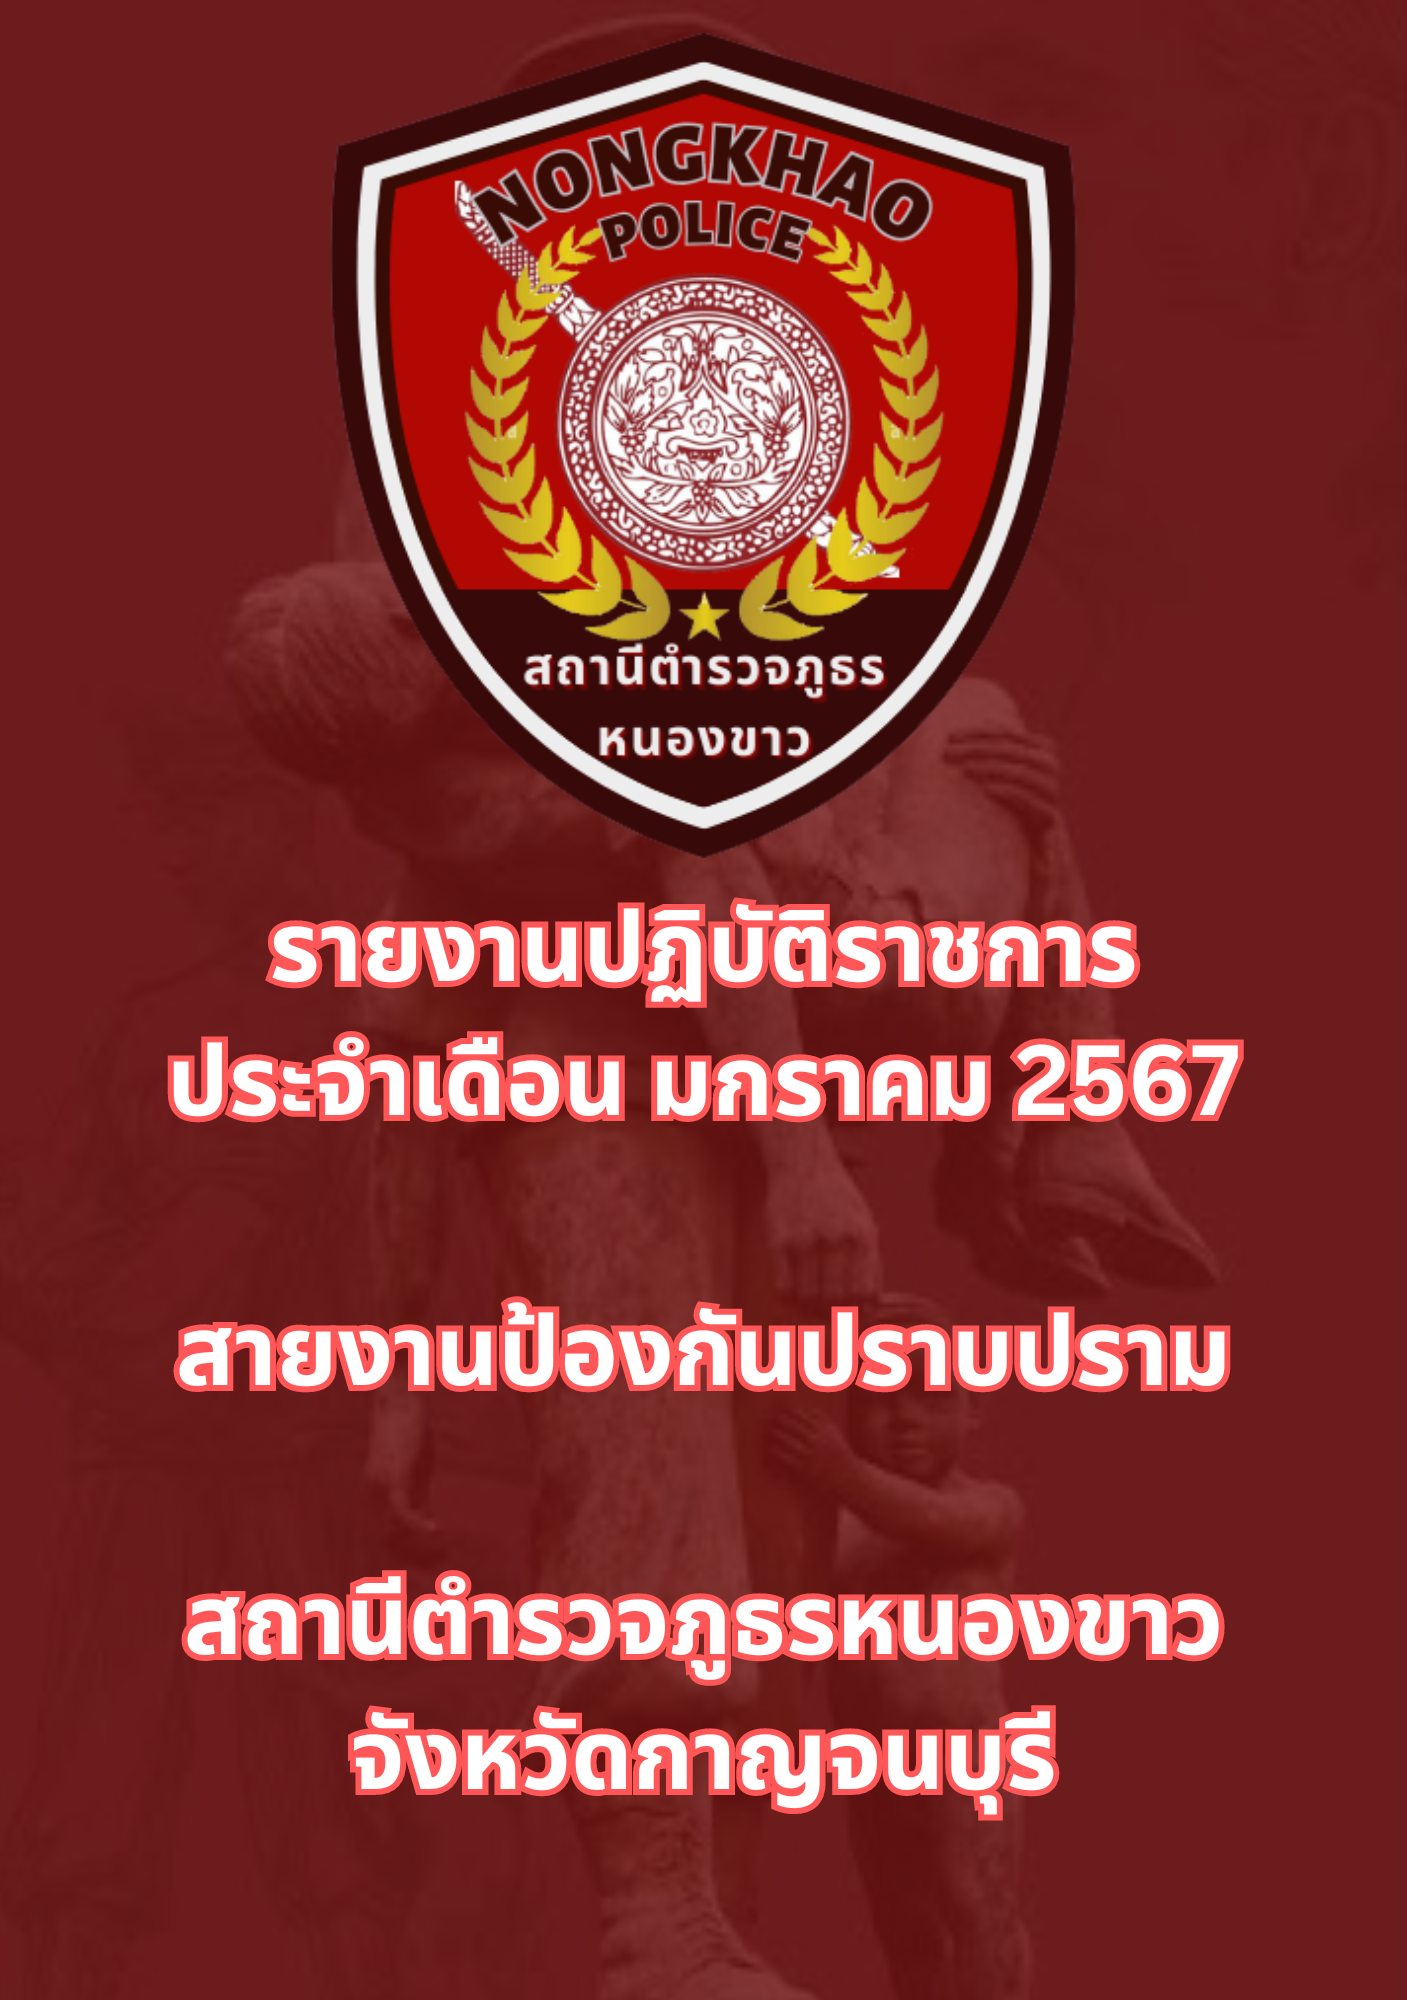 NONGKHAO
POLICE
สถานีตำรวจภูธร
หนองขาว
รายงานปฏิบัติราชการ
ประจำเดือน มกราคม 2567
สายงานป้องกันปราบปราม
สถานีตำรวจภูธรหนองขาว
จังหวัดกาญจนบุรี